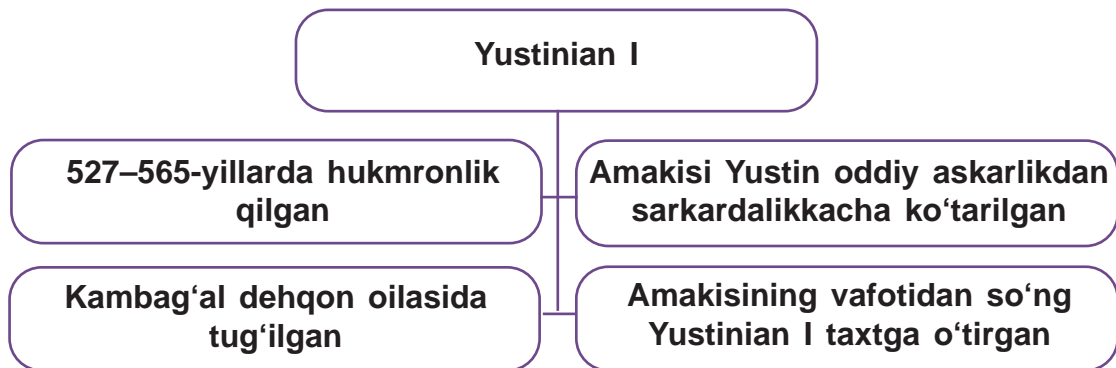 Yustinian I
527–565-yillarda hukmronlik
qilgan
Amakisi Yustin oddiy askarlikdan
sarkardalikkacha ko‘tarilgan
Kambag‘al dehqon oilasida
tug‘ilgan
Amakisining vafotidan so‘ng
Yustinian I taxtga o‘tirgan